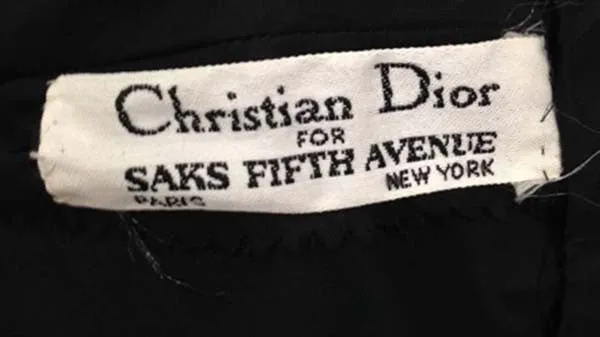 Christian Dior
FOR
SAKS FIFTH AVENUE
PARIS NEW YORK